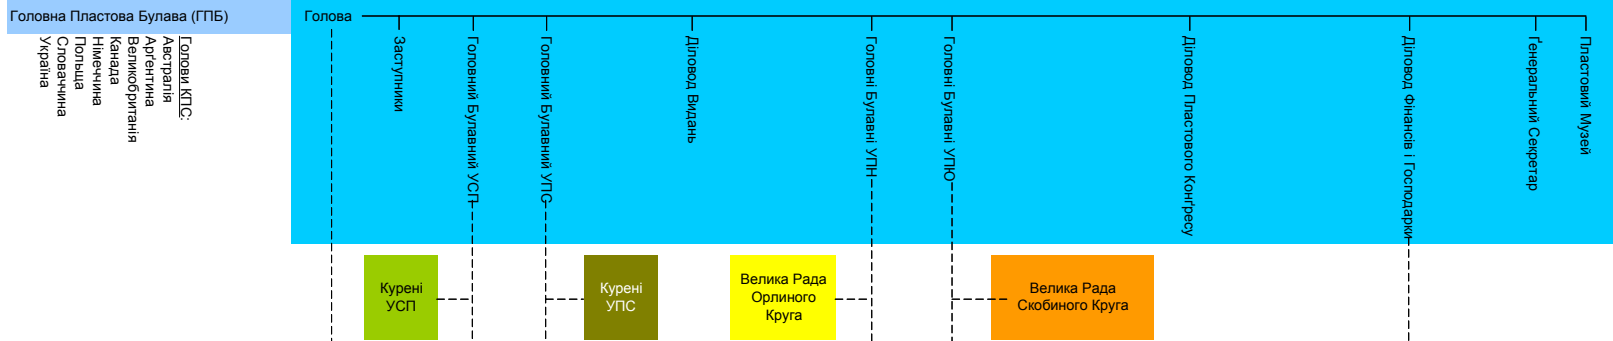 Головна Пластова Булава (ГПБ)
Голови КПС:
Австралія
Арґентина
Великобританія
Канада
Німеччина
Польща
Словаччина
Україна
Голова
Заступники
Головний Булавний УСП
Головний Булавний УПС
Діловод Видань
Головні Булавні УПН
Головні Булавні УПЮ
Діловод Пластового Конґресу
Діловод Фінансів і Господарки
Ґенеральний Секретар
Пластовий Музей
Курені
УСП
Курені
УПС
Велика Рада
Орлиного
Круга
Велика Рада
Скобиного Круга